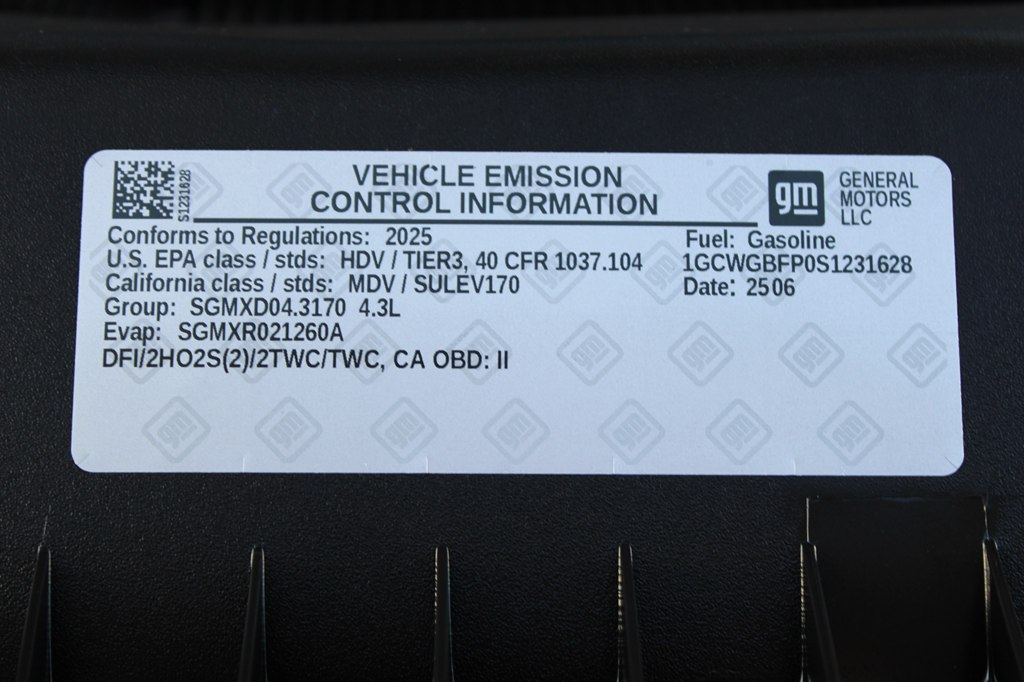 S1231628
VEHICLE EMISSION
CONTROL INFORMATION
gm
GENERAL
MOTORS
LLC
Conforms to Regulations: 2025
U.S. EPA class / stds: HDV / TIER3, 40 CFR 1037.104
California class / stds: MDV / SULEV170
Group: SGMXD04.3170 4.3L
Evap: SGMXR021260A
DFI/2HO2S(2)/2TWC/TWC, CA OBD: II
Fuel: Gasoline
1GCWGBFP0S1231628
Date: 2506